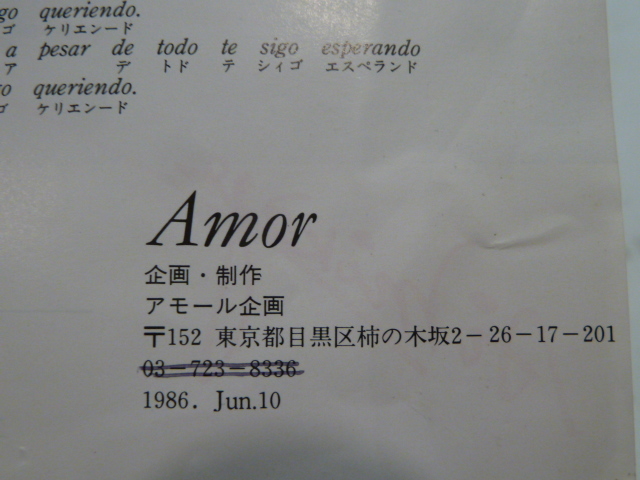 go queriendo.
ゴ ケリエンード
a pesar de todo te sigo esperando
ア デ トド テ シィゴ エスペランド
o queriendo.
ゴ ケリエンード
Amor
企画・制作
アモール企画
〒152 東京都目黒区柿の木坂2−26−17−201
03−723−8336
1986. Jun.10